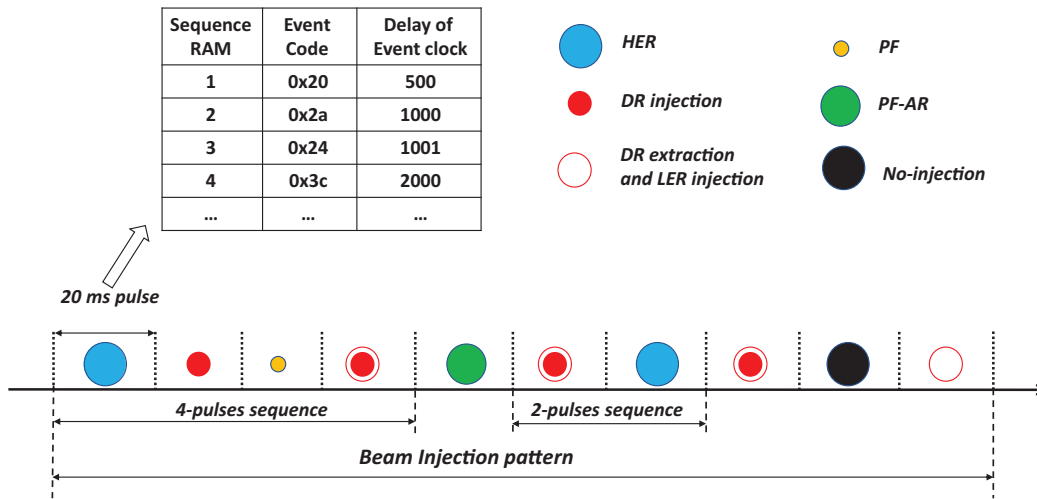 Sequence RAM Event Code Delay of Event clock
1 0x20 500
2 0x2a 1000
3 0x24 1001
4 0x3c 2000
... ... ...
HER
PF
DR injection
PF-AR
DR extraction
and LER injection
No-injection
20 ms pulse
4-pulses sequence
2-pulses sequence
Beam Injection pattern